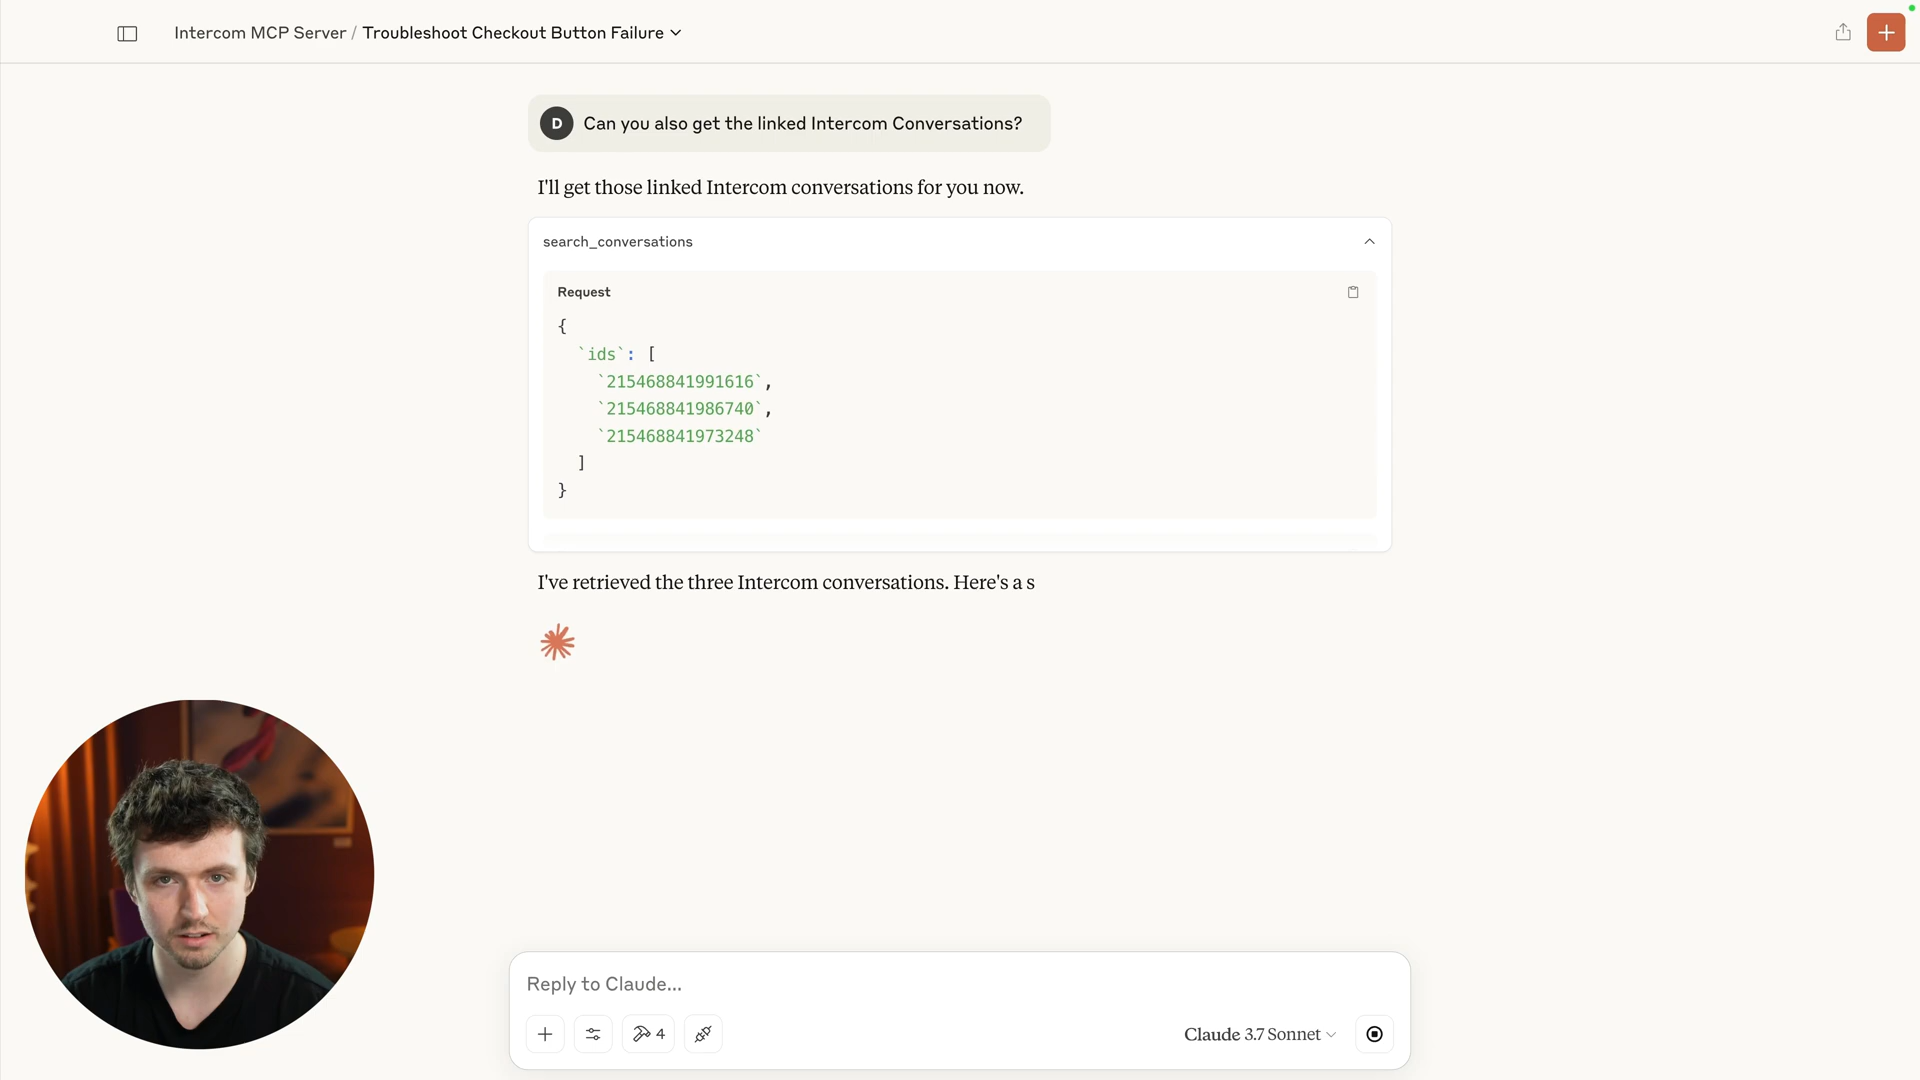 Intercom MCP Server / Troubleshoot Checkout Button Failure
D Can you also get the linked Intercom Conversations?
I'll get those linked Intercom conversations for you now.
search_conversations
Request
{
`ids`: [
`215468841991616`,
`215468841986740`,
`215468841973248`
]
}
I've retrieved the three Intercom conversations. Here's a s
Reply to Claude...
4
Claude 3.7 Sonnet